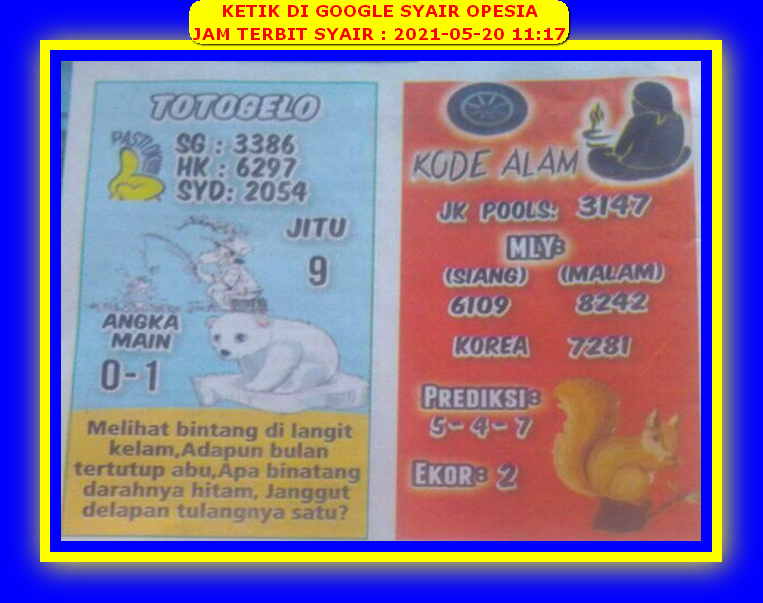 KETIK DI GOOGLE SYAIR OPESIA
JAM TERBIT SYAIR : 2021-05-20 11:17
TOTOGELO
PASTI
SG : 3386
HK : 6297
SYD: 2054
JITU
9
ANGKA
MAIN
0-1
Melihat bintang di langit
kelam,Adapun bulan
tertutup abu,Apa binatang
darahnya hitam, Janggut
delapan tulangnya satu?
KODE ALAM
JK POOLS: 3147
MLY:
(SIANG) (MALAM)
6109 8242
KOREA 7281
PREDIKSI:
5-4-7
EKOR: 2